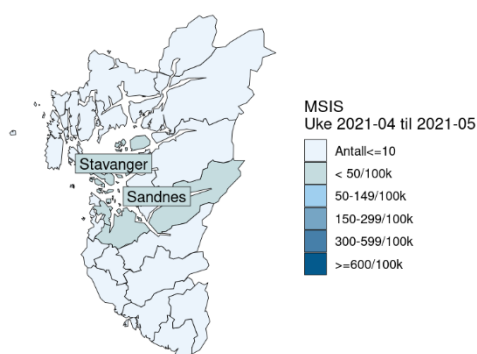 MSIS
Uke 2021-04 til 2021-05
Antall<=10
< 50/100k
50-149/100k
150-299/100k
300-599/100k
>=600/100k
Stavanger
Sandnes